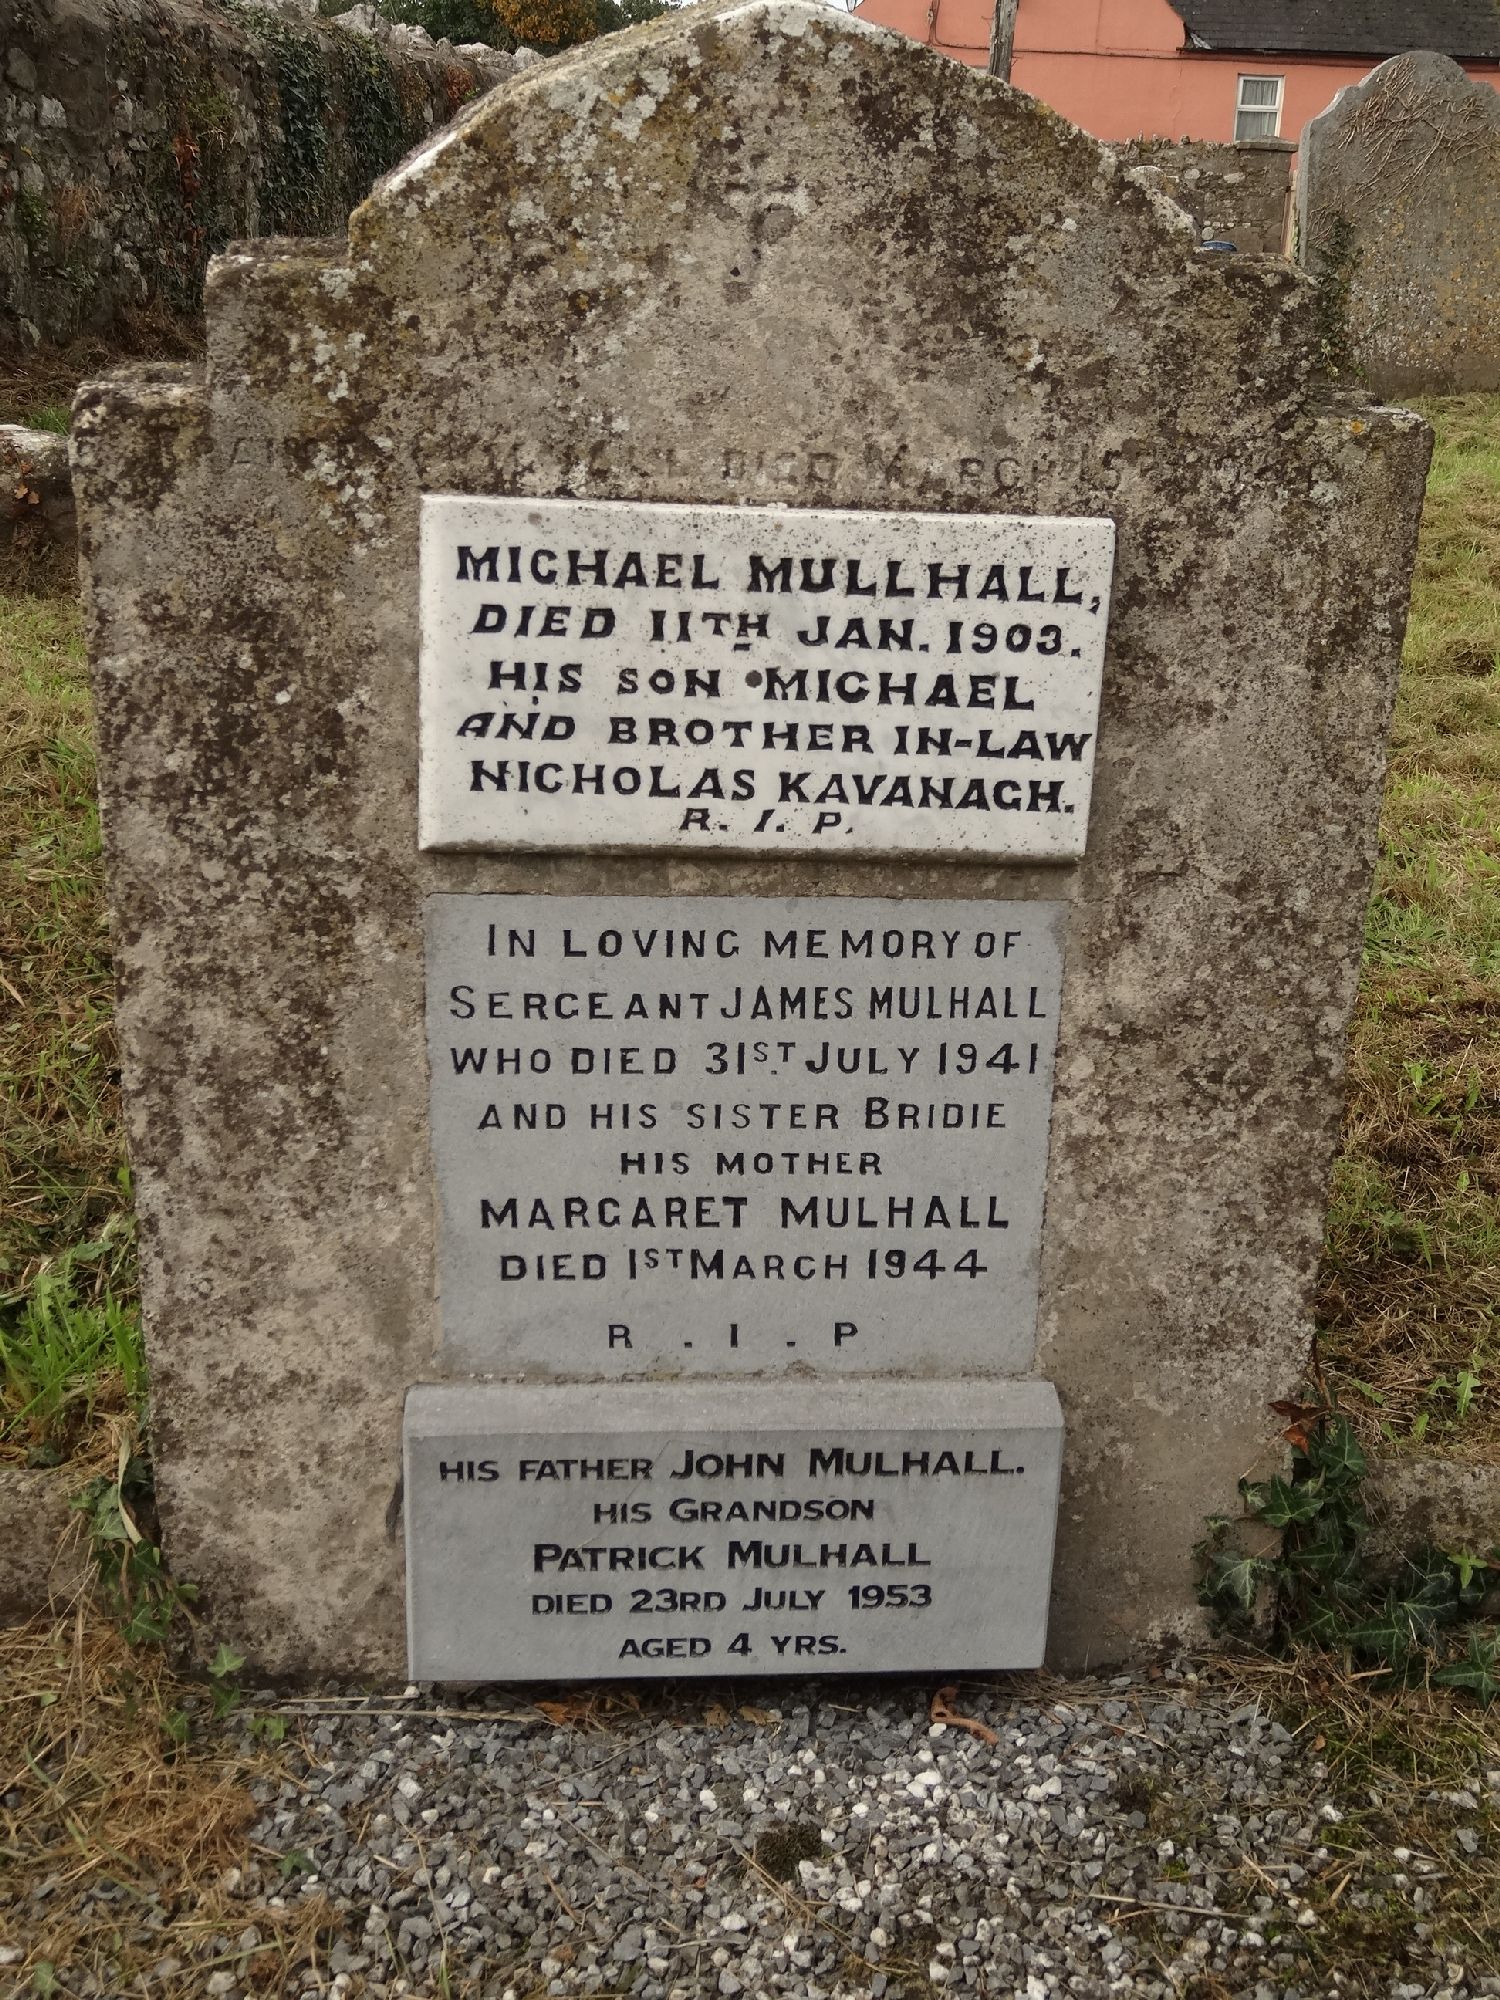 DIED MARCH
MICHAEL MULLHALL,
DIED 11TH JAN. 1903.
HIS SON MICHAEL
AND BROTHER IN-LAW
NICHOLAS KAVANAGH.
R. I. P.
IN LOVING MEMORY OF
SERGEANT JAMES MULHALL
WHO DIED 31ST JULY 1941
AND HIS SISTER BRIDIE
HIS MOTHER
MARGARET MULHALL
DIED 1ST MARCH 1944
R . I . P
HIS FATHER JOHN MULHALL.
HIS GRANDSON
PATRICK MULHALL
DIED 23RD JULY 1953
AGED 4 YRS.